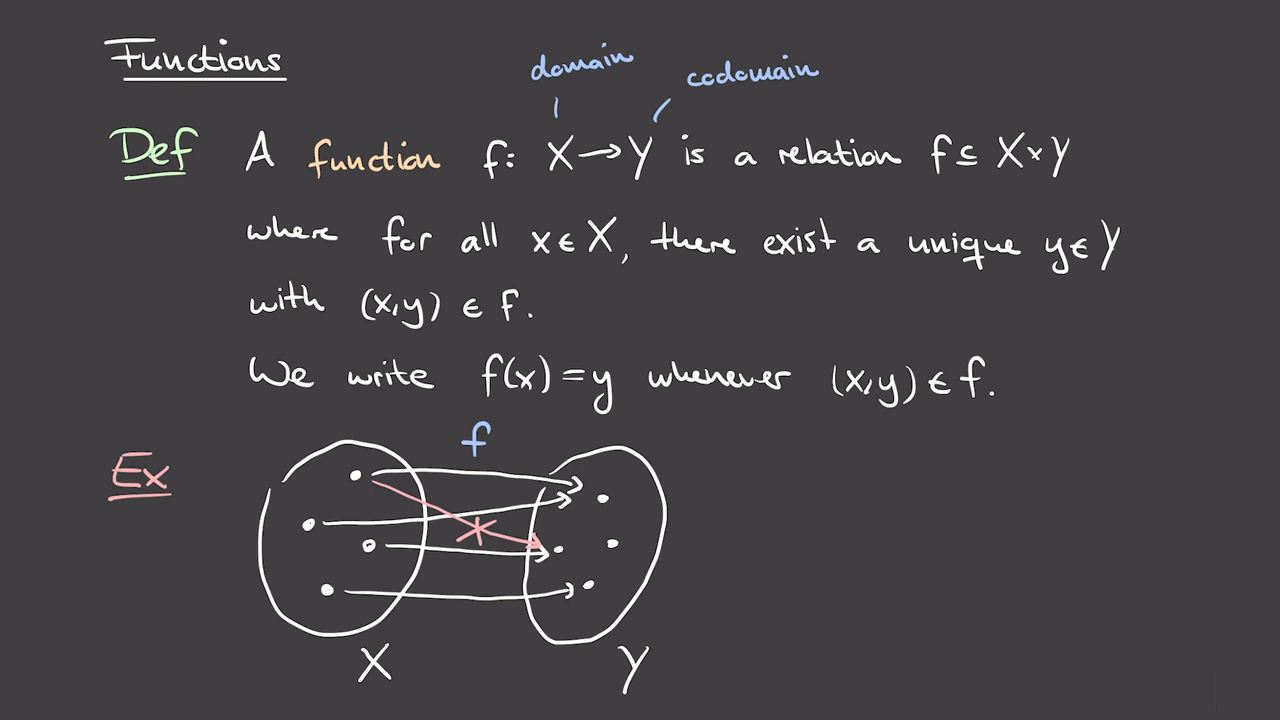 Functions
domain codomain
Def A function f: X→Y is a relation f ⊆ X×Y
where for all x ∈ X, there exist a unique y ∈ Y
with (x,y) ∈ f.
We write f(x) = y whenever (x,y) ∈ f.
f
Ex
X Y